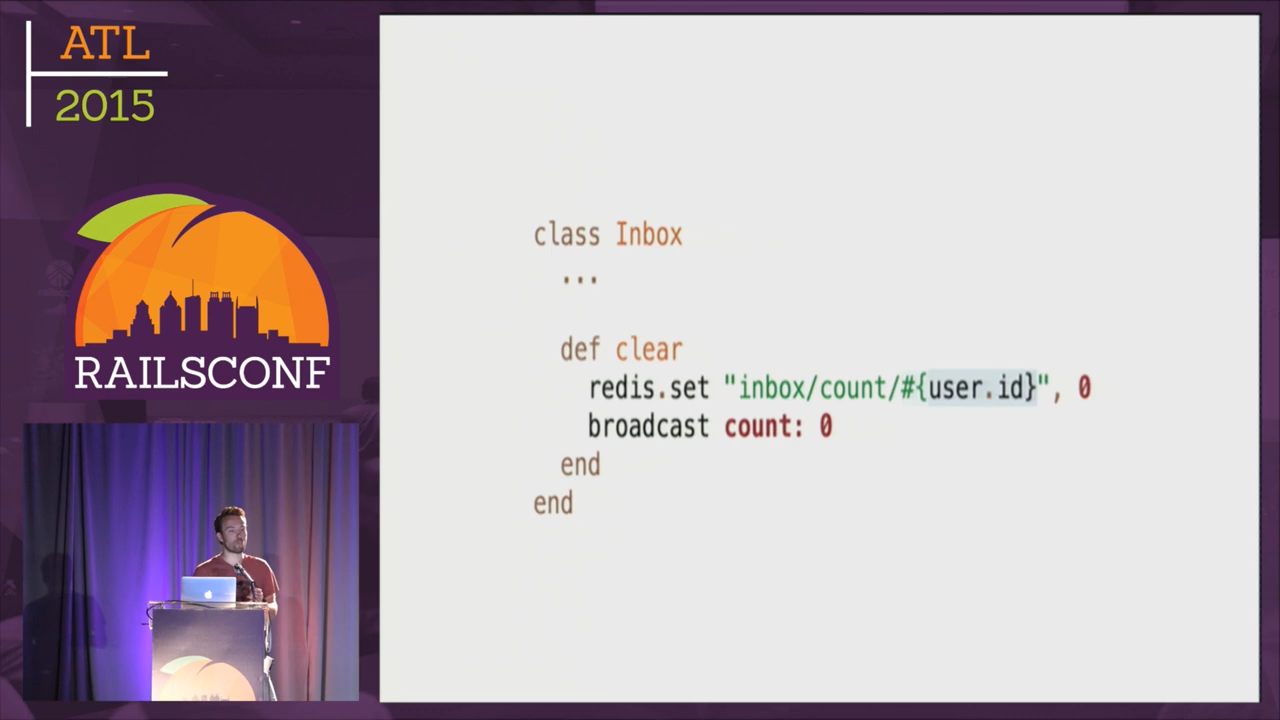 ATL
2015
RAILSCONF
class Inbox
...
def clear
redis.set "inbox/count/#{user.id}", 0
broadcast count: 0
end
end